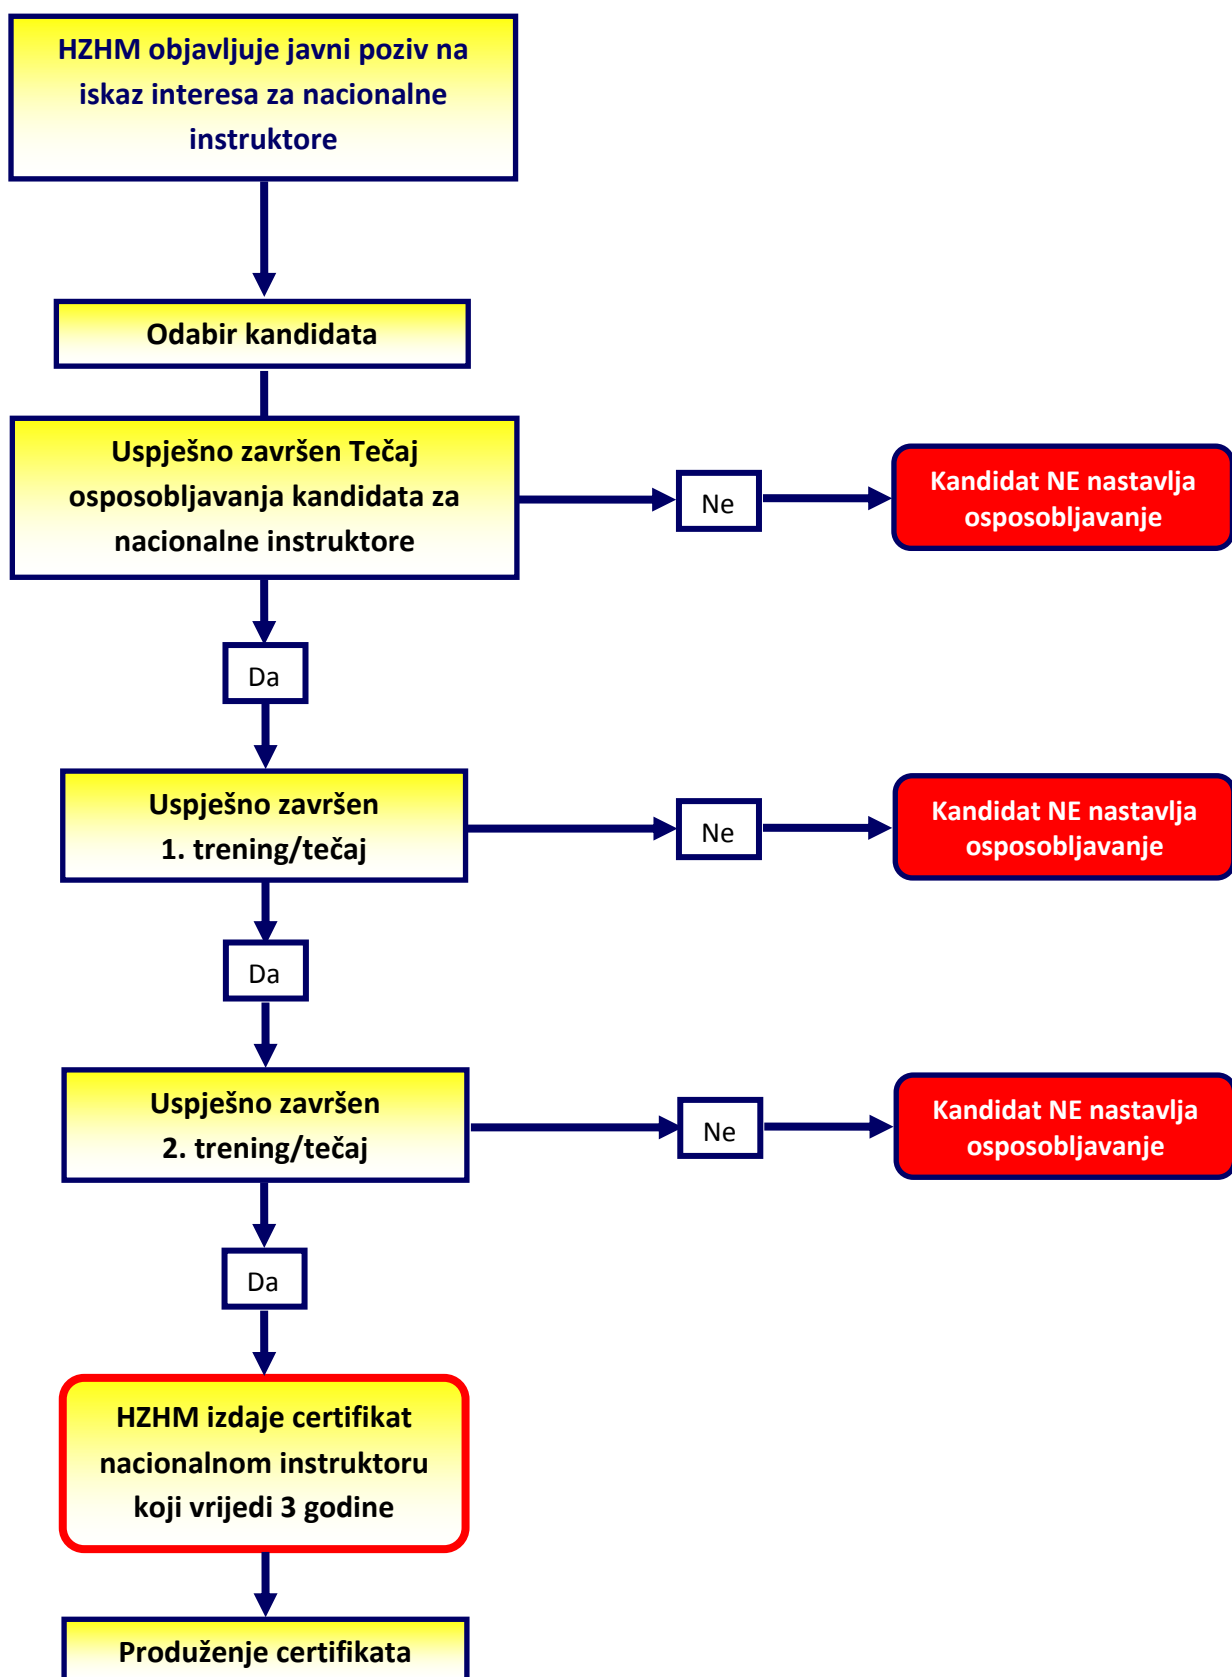 HZHM objavljuje javni poziv na
iskaz interesa za nacionalne
instruktore
Odabir kandidata
Uspješno završen Tečaj
osposobljavanja kandidata za
nacionalne instruktore
Ne
Kandidat NE nastavlja
osposobljavanje
Da
Uspješno završen
1. trening/tečaj
Ne
Kandidat NE nastavlja
osposobljavanje
Da
Uspješno završen
2. trening/tečaj
Ne
Kandidat NE nastavlja
osposobljavanje
Da
HZHM izdaje certifikat
nacionalnom instruktoru
koji vrijedi 3 godine
Produženje certifikata